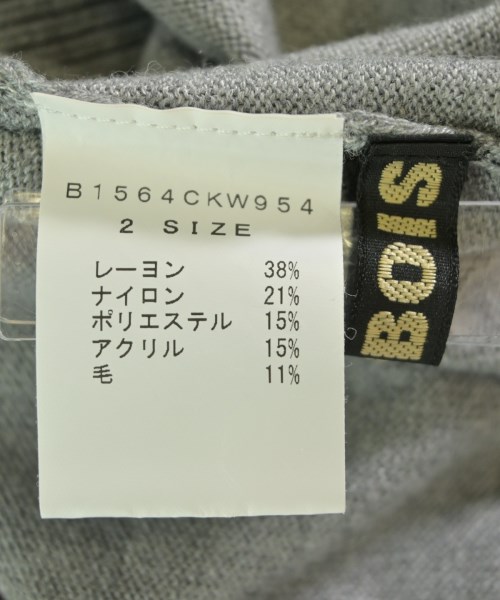 B1564CKW954
2 SIZE
レーヨン 38%
ナイロン 21%
ポリエステル 15%
アクリル 15%
毛 11%
BOIS